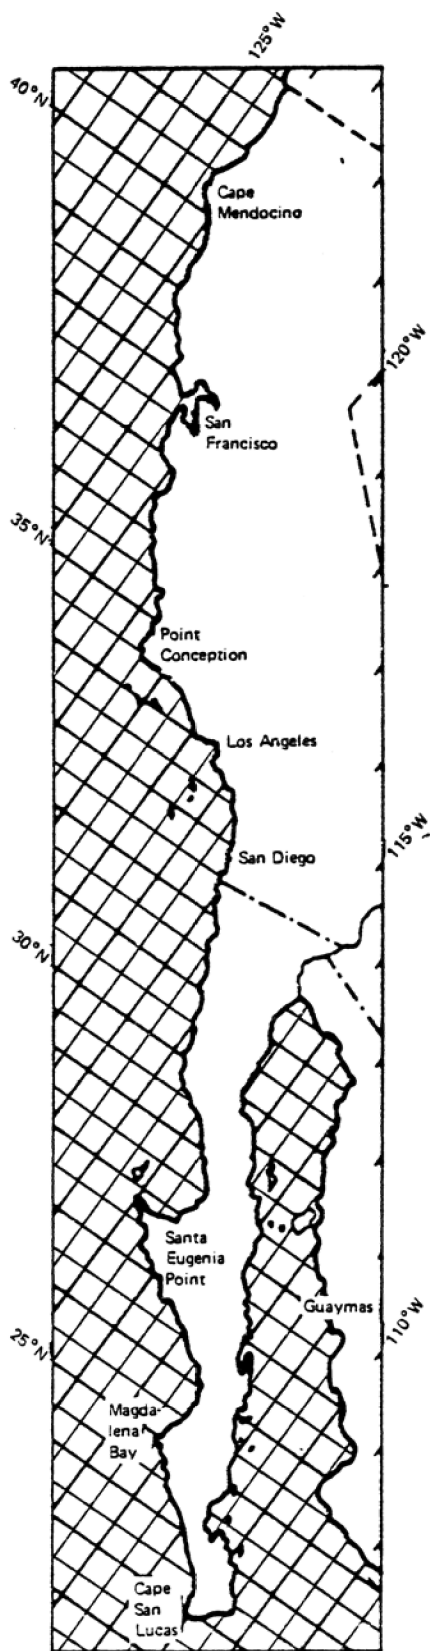 125°W
40°N
Cape
Mendocino
120°W
San
Francisco
35°N
Point
Conception
Los Angeles
115°W
San Diego
30°N
Santa
Eugenia
Point
Guaymas
110°W
25°N
Magda-
lena
Bay
Cape
San
Lucas